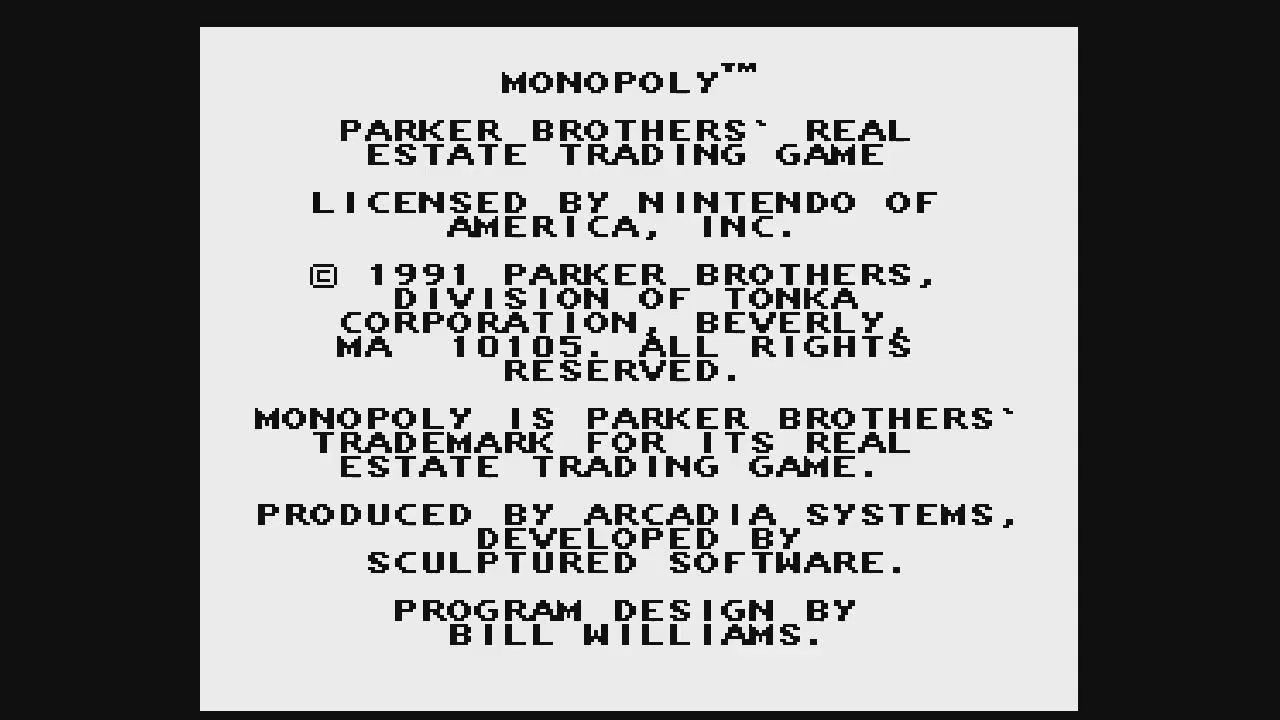 MONOPOLY™
PARKER BROTHERS` REAL
ESTATE TRADING GAME
LICENSED BY NINTENDO OF
AMERICA, INC.
© 1991 PARKER BROTHERS,
DIVISION OF TONKA
CORPORATION, BEVERLY,
MA  10105. ALL RIGHTS
RESERVED.
MONOPOLY IS PARKER BROTHERS`
TRADEMARK FOR ITS REAL
ESTATE TRADING GAME.
PRODUCED BY ARCADIA SYSTEMS,
DEVELOPED BY
SCULPTURED SOFTWARE.
PROGRAM DESIGN BY
BILL WILLIAMS.